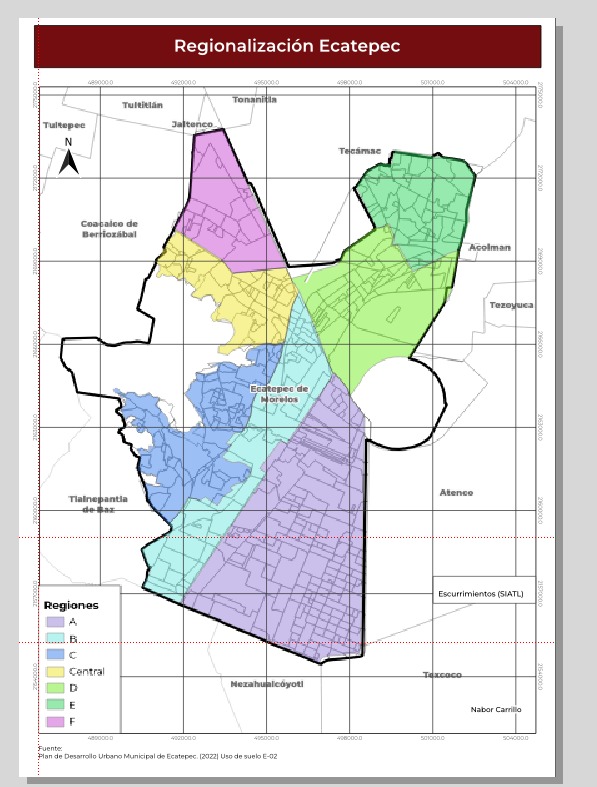 Regionalización Ecatepec
489000.0 492000.0 495000.0 498000.0 501000.0 504000.0
Tonanitla
Tultitlán
Jaltenco
Tultepec
N
Tecámac
Coacalco de
Berriozábal
Acolman
Tezoyuca
Ecatepec de
Morelos
Atenco
Tlalnepantla
de Baz
Escurrimientos (SIATL)
Regiones
A
B
C
Central
D
E
F
Texcoco
Nezahualcóyotl
Nabor Carrillo
489000.0 492000.0 495000.0 498000.0 501000.0 504000.0
Fuente:
Plan de Desarrollo Urbano Municipal de Ecatepec. (2022) Uso de suelo E-02